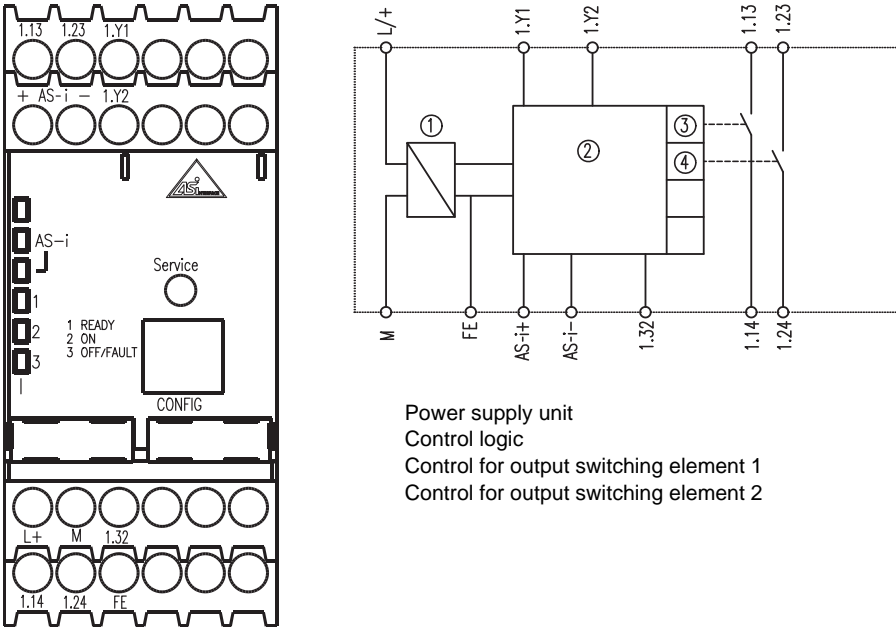 1.13 1.23 1.Y1
+ AS-i − 1.Y2
ASi INTERFACE
AS-i
Service
1
2
3
1 READY
2 ON
3 OFF/FAULT
CONFIG
L+ M 1.32
1.14 1.24 FE
L/+ 1.Y1 1.Y2 1.13 1.23
①
②
③
④
M FE AS-i+ AS-i− 1.32 1.14 1.24
Power supply unit
Control logic
Control for output switching element 1
Control for output switching element 2